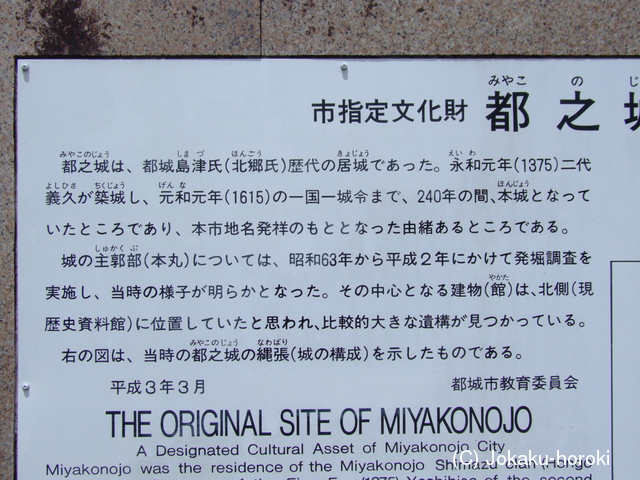 みやこ の じ
市指定文化財 都之城
みやこのじょう しまづ ほんごう きょじょう えいわ
都之城は、都城島津氏(北郷氏)歴代の居城であった。永和元年(1375)二代
よしひさ ちくじょう げんな ほんじょう
義久が築城し、元和元年(1615)の一国一城令まで、240年の間、本城となって
いたところであり、本市地名発祥のもととなった由緒あるところである。
しゅかくぶ
城の主郭部(本丸)については、昭和63年から平成2年にかけて発掘調査を
やかた
実施し、当時の様子が明らかとなった。その中心となる建物(館)は、北側(現
歴史資料館)に位置していたと思われ、比較的大きな遺構が見つかっている。
みやこのじょう なわばり
右の図は、当時の都之城の縄張(城の構成)を示したものである。
平成3年3月 都城市教育委員会
THE ORIGINAL SITE OF MIYAKONOJO
A Designated Cultural Asset of Miyakonojo City
Miyakonojo was the residence of the Miyakonojo Shimazu clan (Hongo
(1375) Yoshihisa of the second
(C) Jokaku-horoki